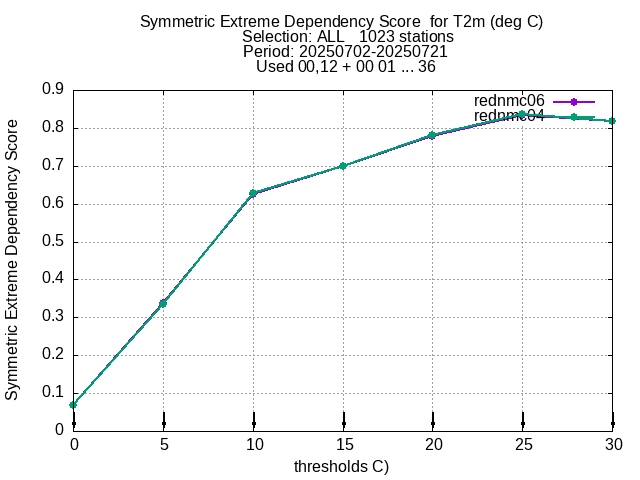 Symmetric Extreme Dependency Score  for T2m (deg C)
Selection: ALL   1023 stations
Period: 20250702-20250721
Used 00,12 + 00 01 ... 36
rednmc06
rednmc04
Symmetric Extreme Dependency Score
0.9
0.8
0.7
0.6
0.5
0.4
0.3
0.2
0.1
0
0 5 10 15 20 25 30
thresholds C)